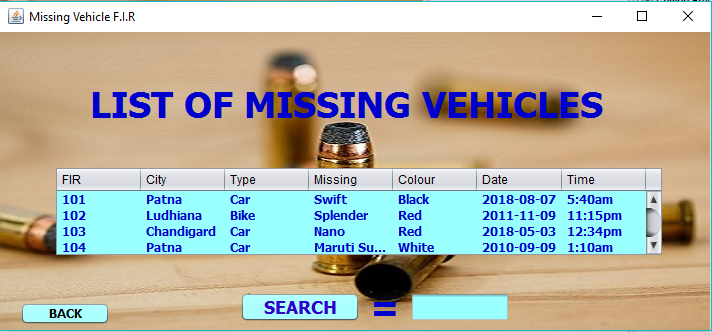 Missing Vehicle F.I.R
LIST OF MISSING VEHICLES
FIR City Type Missing Colour Date Time
101 Patna Car Swift Black 2018-08-07 5:40am
102 Ludhiana Bike Splender Red 2011-11-09 11:15pm
103 Chandigard Car Nano Red 2018-05-03 12:34pm
104 Patna Car Maruti Su... White 2010-09-09 1:10am
BACK SEARCH =